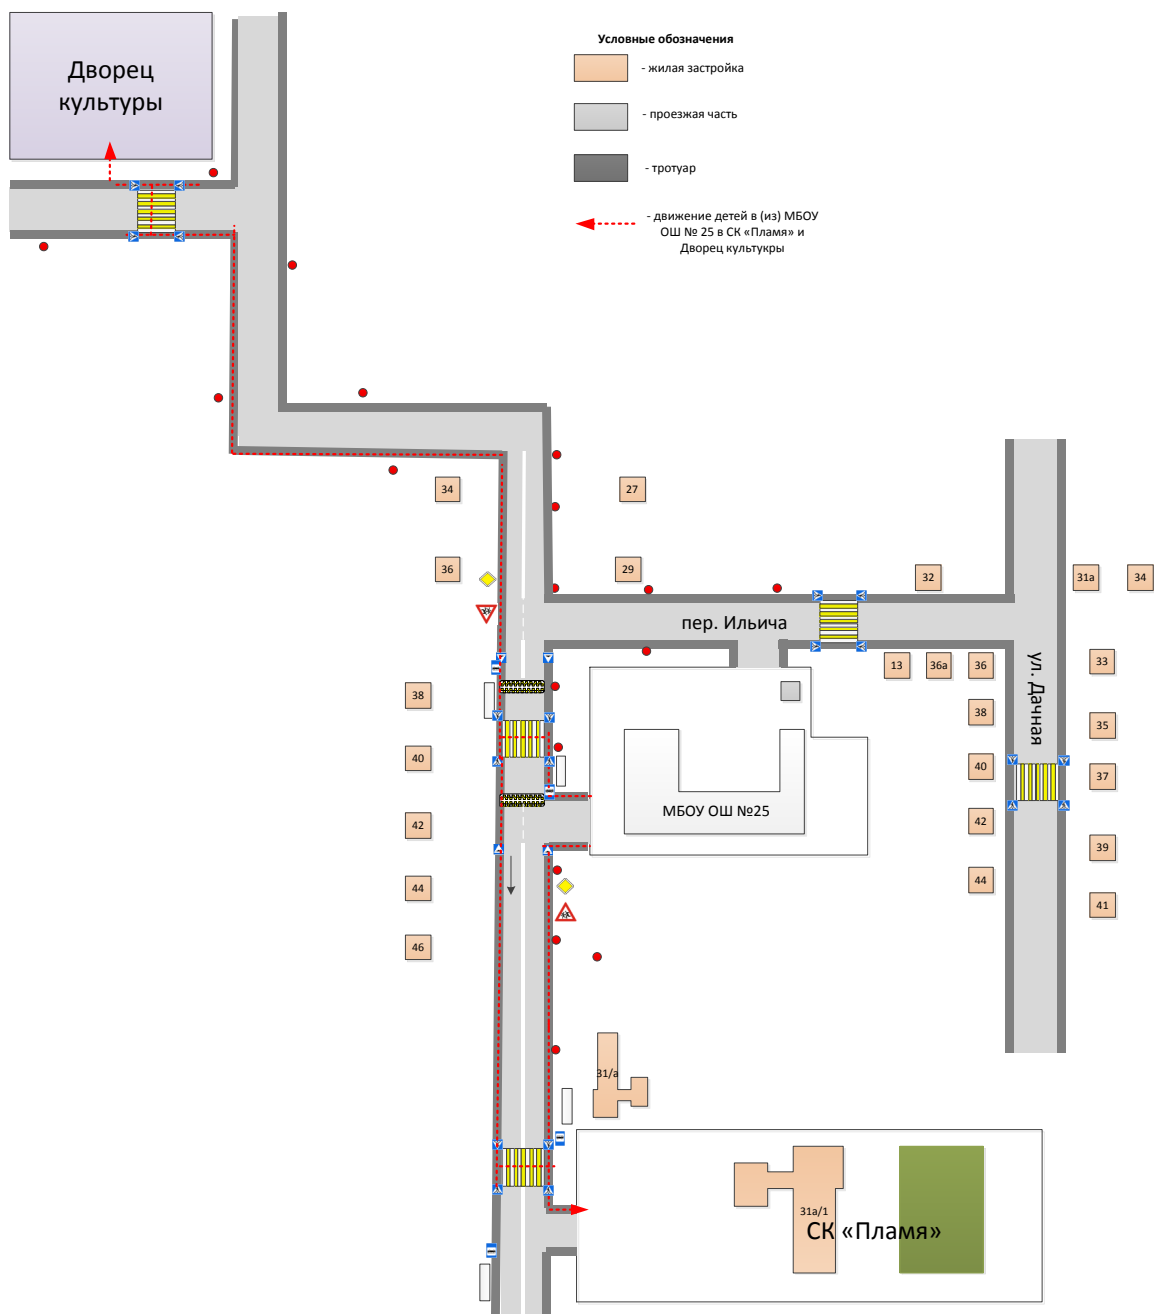 Дворец
культуры
Условные обозначения
- жилая застройка
- проезжая часть
- тротуар
- движение детей в (из) МБОУ
ОШ № 25 в СК «Пламя» и
Дворец культукры
34
27
36
29
32
31а
34
пер. Ильича
ул. Дачная
13
36а
36
33
38
38
35
40
40
37
МБОУ ОШ №25
42
42
39
44
44
41
46
31/а
31а/1
СК «Пламя»